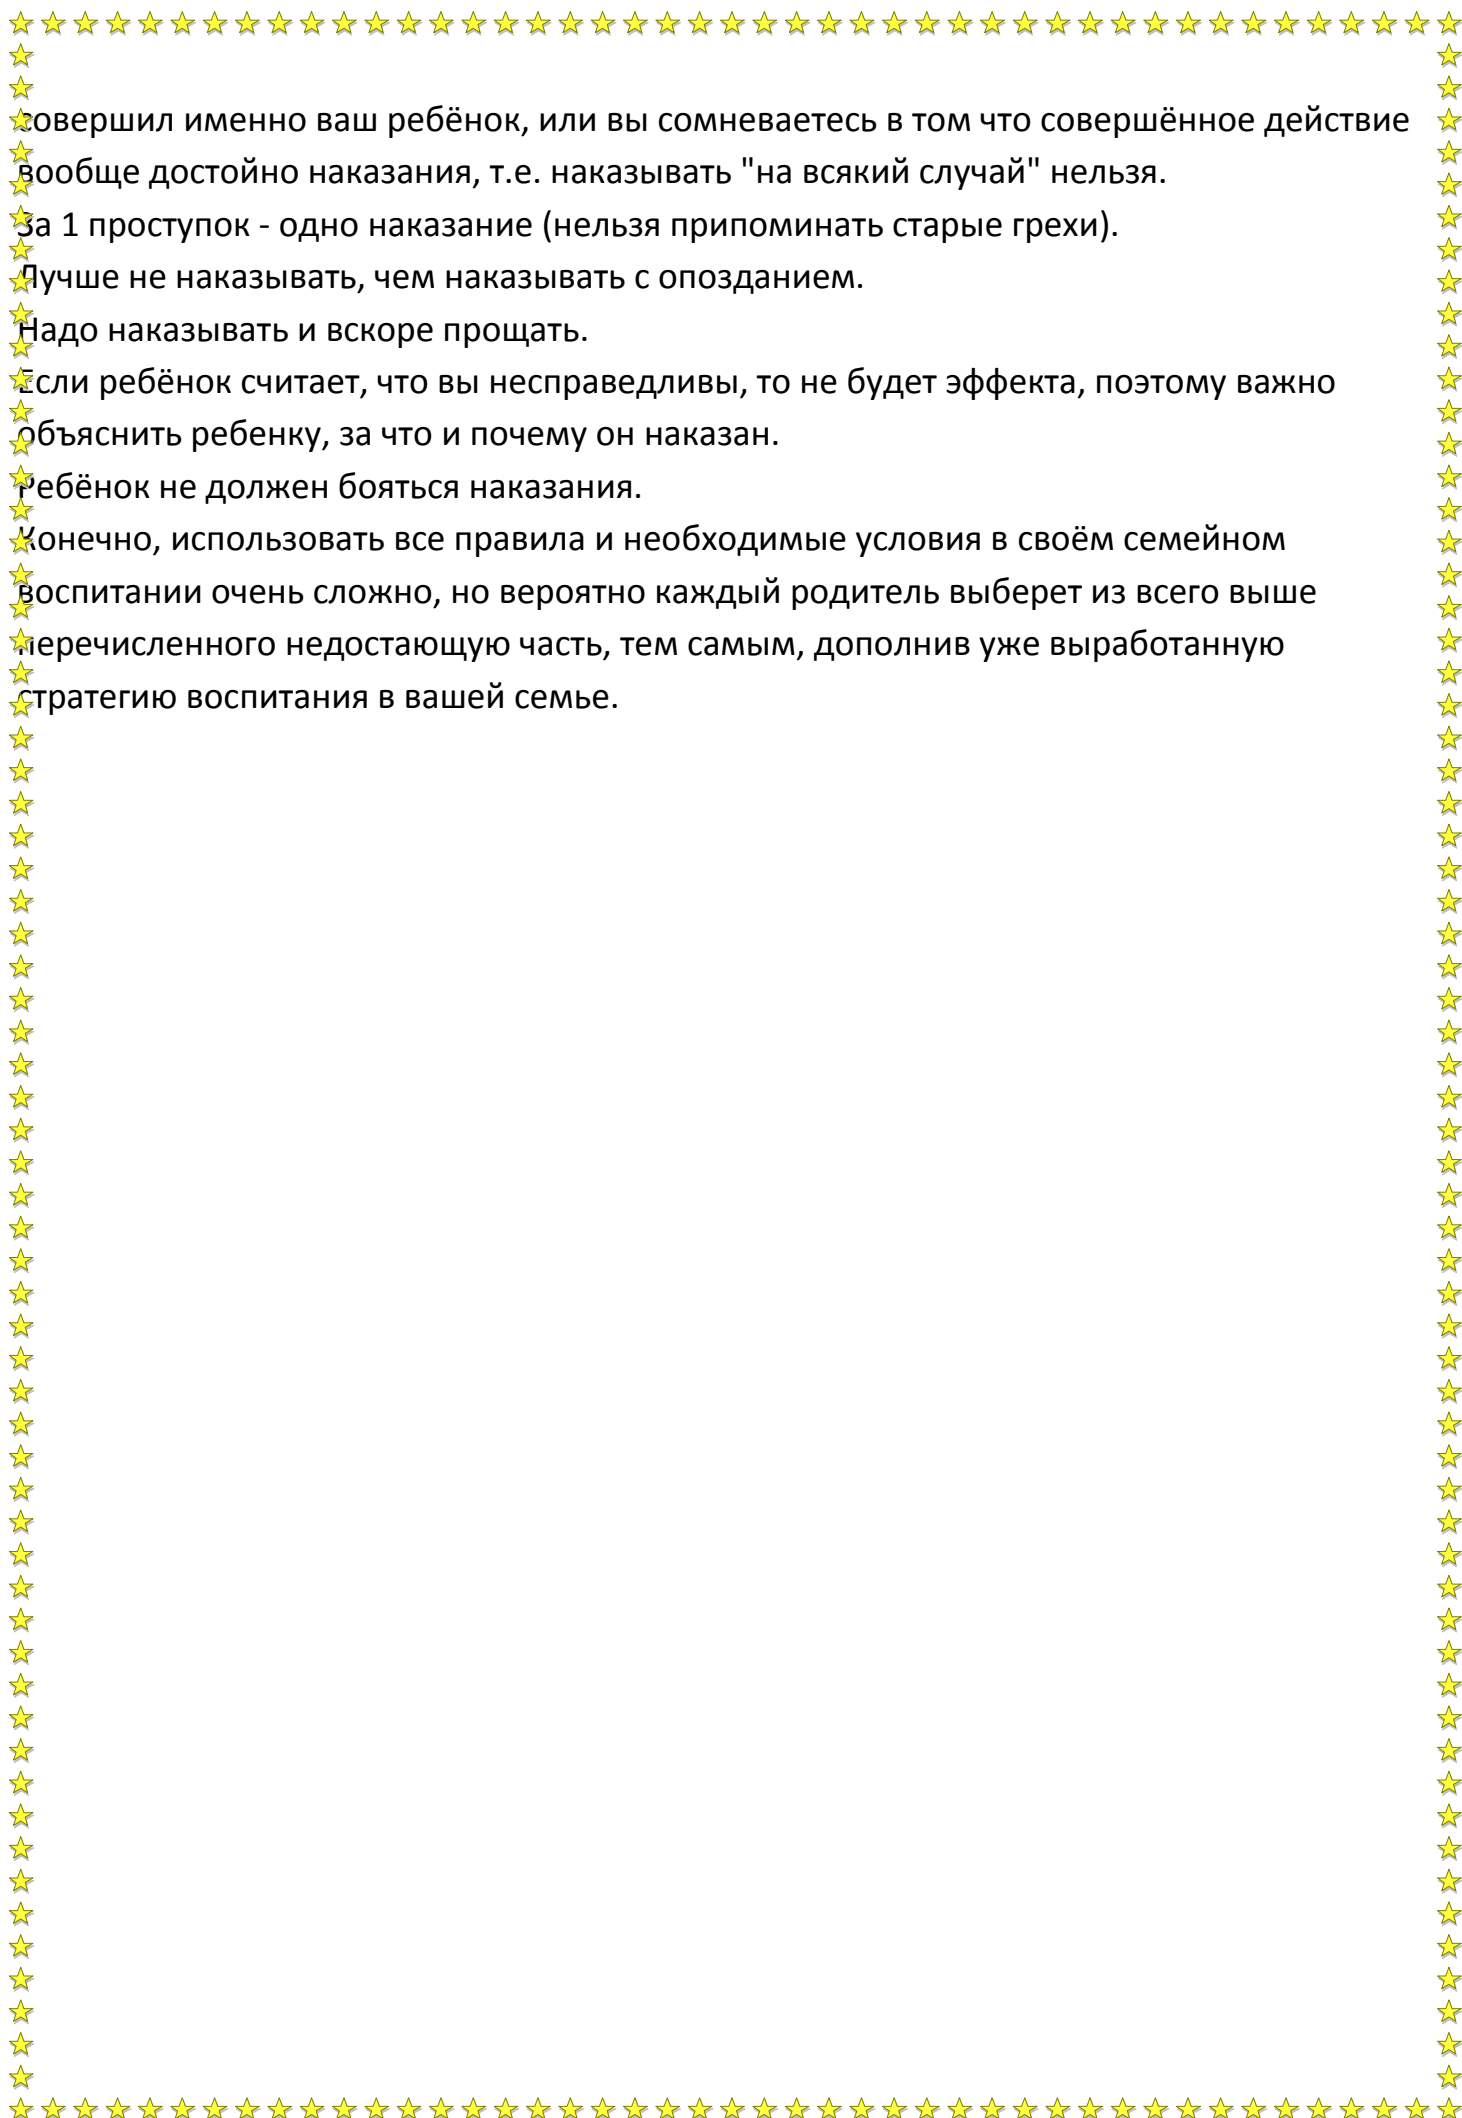 совершил именно ваш ребёнок, или вы сомневаетесь в том что совершённое действие
вообще достойно наказания, т.е. наказывать "на всякий случай" нельзя.
За 1 проступок - одно наказание (нельзя припоминать старые грехи).
Лучше не наказывать, чем наказывать с опозданием.
Надо наказывать и вскоре прощать.
Если ребёнок считает, что вы несправедливы, то не будет эффекта, поэтому важно
объяснить ребенку, за что и почему он наказан.
Ребёнок не должен бояться наказания.
Конечно, использовать все правила и необходимые условия в своём семейном
воспитании очень сложно, но вероятно каждый родитель выберет из всего выше
перечисленного недостающую часть, тем самым, дополнив уже выработанную
стратегию воспитания в вашей семье.